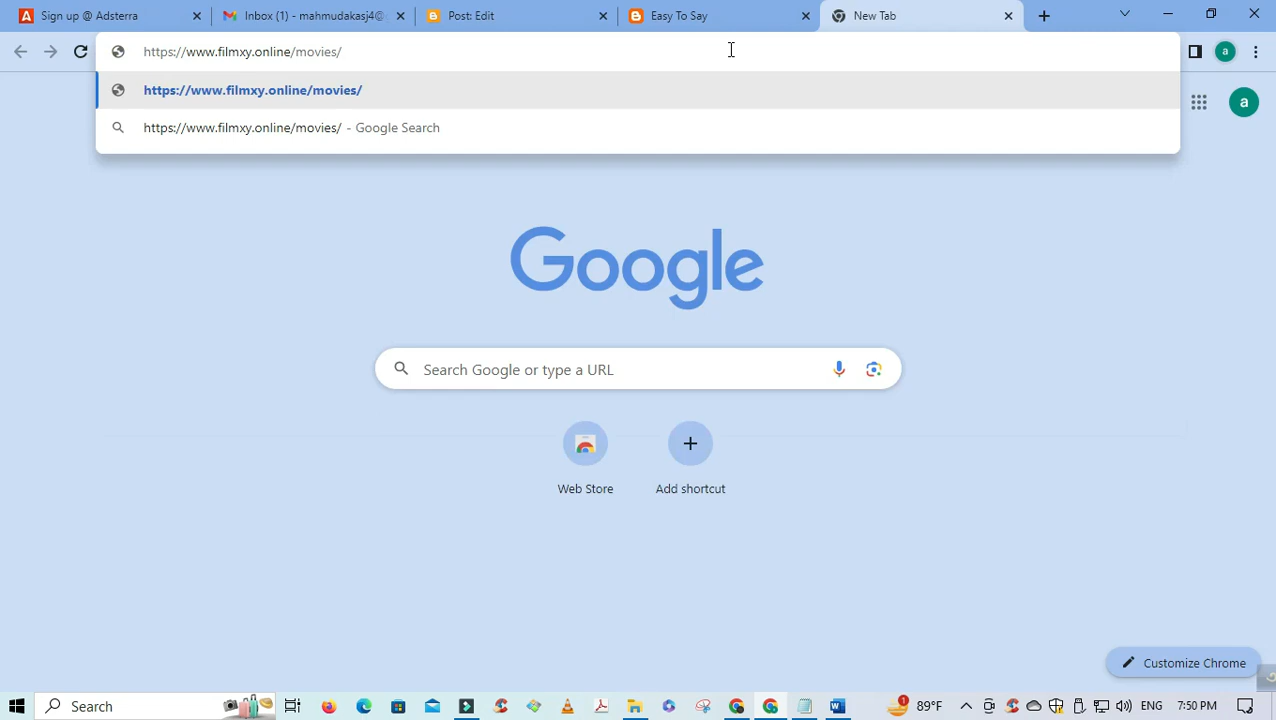 Sign up @ Adsterra
Inbox (1) - mahmudakasj4@
Post: Edit
Easy To Say
New Tab
https://www.filmxy.online/movies/
a
https://www.filmxy.online/movies/
https://www.filmxy.online/movies/ - Google Search
a
Google
Search Google or type a URL
Web Store
Add shortcut
Customize Chrome
Search
1
89°F
ENG
7:50 PM